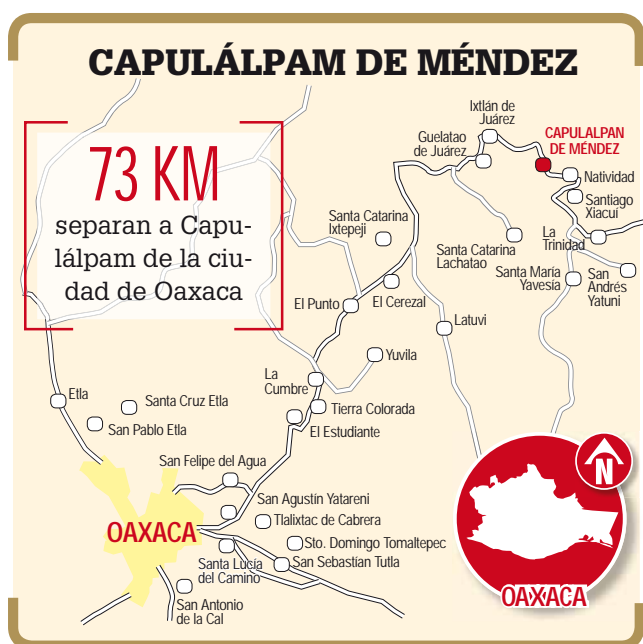 CAPULÁLPAM DE MÉNDEZ
73 KM
separan a Capu-
lálpam de la ciu-
dad de Oaxaca
Ixtlán de
Juárez
Guelatao
de Juárez
CAPULALPAN
DE MÉNDEZ
Natividad
Santiago
Xiacui
La
Trinidad
Santa Catarina
Ixtepeji
Santa Catarina
Lachatao
Santa María
Yavesia
San
Andrés
Yatuni
El Punto
El Cerezal
Latuvi
Yuvila
La
Cumbre
Etla
Santa Cruz Etla
Tierra Colorada
San Pablo Etla
El Estudiante
San Felipe del Agua
San Agustín Yatareni
OAXACA
Tlalixtac de Cabrera
Sto. Domingo Tomaltepec
Santa Lucía
del Camino
San Sebastían Tutla
San Antonio
de la Cal
N
OAXACA